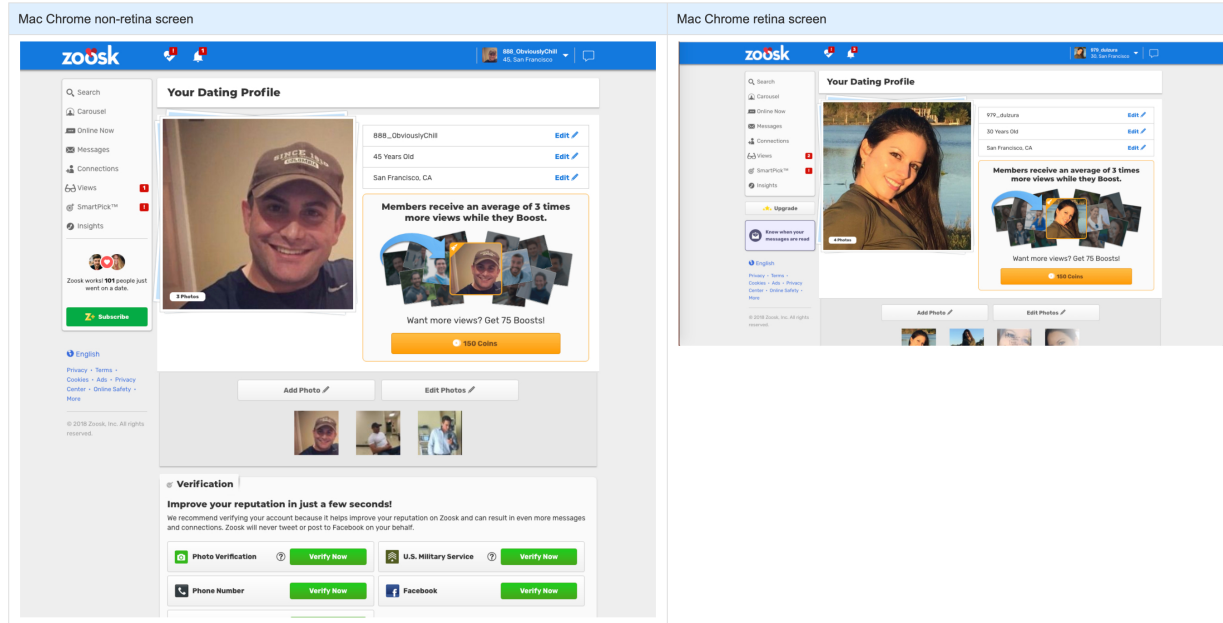 Mac Chrome non-retina screen
zoosk
1
1
888_ObviouslyChill
45, San Francisco
Search
Carousel
Online Now
Messages
Connections
Views
1
SmartPick™
1
Insights
Zoosk works! 101 people just
went on a date.
Z+ Subscribe
English
Privacy • Terms •
Cookies • Ads • Privacy
Center • Online Safety •
More
© 2018 Zoosk, Inc. All rights
reserved.
Your Dating Profile
SINCE 1938
COLUMBIA
3 Photos
888_ObviouslyChill
Edit
45 Years Old
Edit
San Francisco, CA
Edit
Members receive an average of 3 times
more views while they Boost.
Want more views? Get 75 Boosts!
150 Coins
Add Photo
Edit Photos
Verification
Improve your reputation in just a few seconds!
We recommend verifying your account because it helps improve your reputation on Zoosk and can result in even more messages
and connections. Zoosk will never tweet or post to Facebook on your behalf.
Photo Verification
?
Verify Now
U.S. Military Service
?
Verify Now
Phone Number
Verify Now
Facebook
Verify Now
Mac Chrome retina screen
zoosk
979_dulzura
30, San Francisco
Search
Carousel
Online Now
Messages
Connections
Views
SmartPick™
Insights
Upgrade
Know when your
messages are read
English
Privacy • Terms •
Cookies • Ads • Privacy
Center • Online Safety •
More
© 2018 Zoosk, Inc. All rights
reserved.
Your Dating Profile
4 Photos
979_dulzura
Edit
30 Years Old
Edit
San Francisco, CA
Edit
Members receive an average of 3 times
more views while they Boost.
Want more views? Get 75 Boosts!
150 Coins
Add Photo
Edit Photos